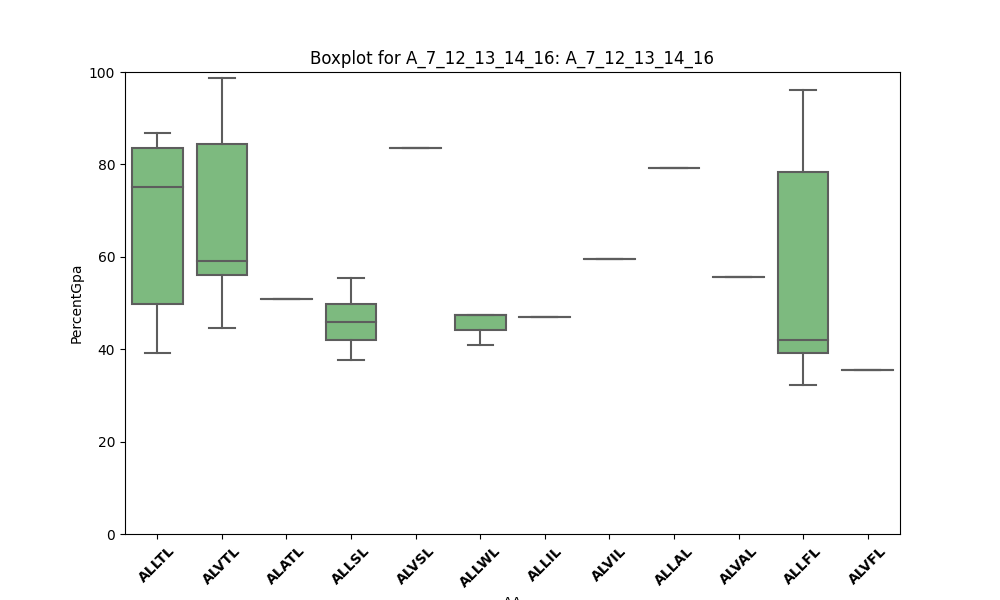 Boxplot for A_7_12_13_14_16: A_7_12_13_14_16
PercentGpa
100
80
60
40
20
0
ALLTL
ALVTL
ALATL
ALLSL
ALVSL
ALLWL
ALLIL
ALVIL
ALLAL
ALVAL
ALLFL
ALVFL